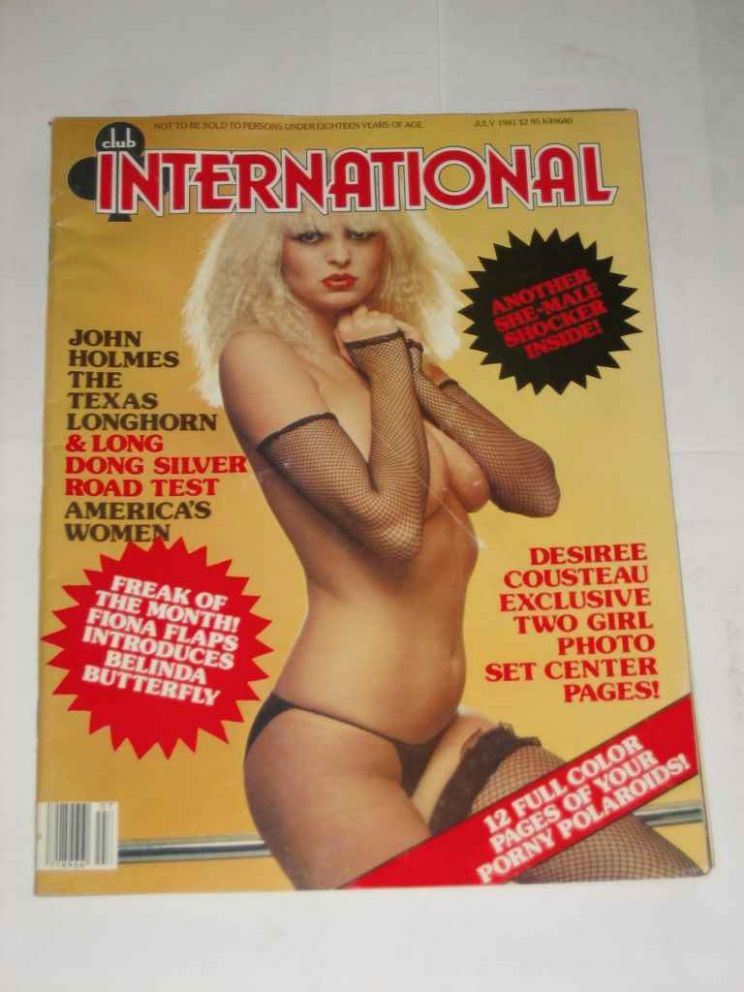 NOT TO BE SOLD TO PERSONS UNDER EIGHTEEN YEARS OF AGE.
JULY 1981 $2.95 K49680
club
INTERNATIONAL
ANOTHER
SHE-MALE
SHOCKER
INSIDE!
JOHN
HOLMES
THE
TEXAS
LONGHORN
& LONG
DONG SILVER
ROAD TEST
AMERICA'S
WOMEN
FREAK OF
THE MONTH!
FIONA FLAPS
INTRODUCES
BELINDA
BUTTERFLY
DESIREE
COUSTEAU
EXCLUSIVE
TWO GIRL
PHOTO
SET CENTER
PAGES!
12 FULL COLOR
PAGES OF YOUR
PORNY POLAROIDS!